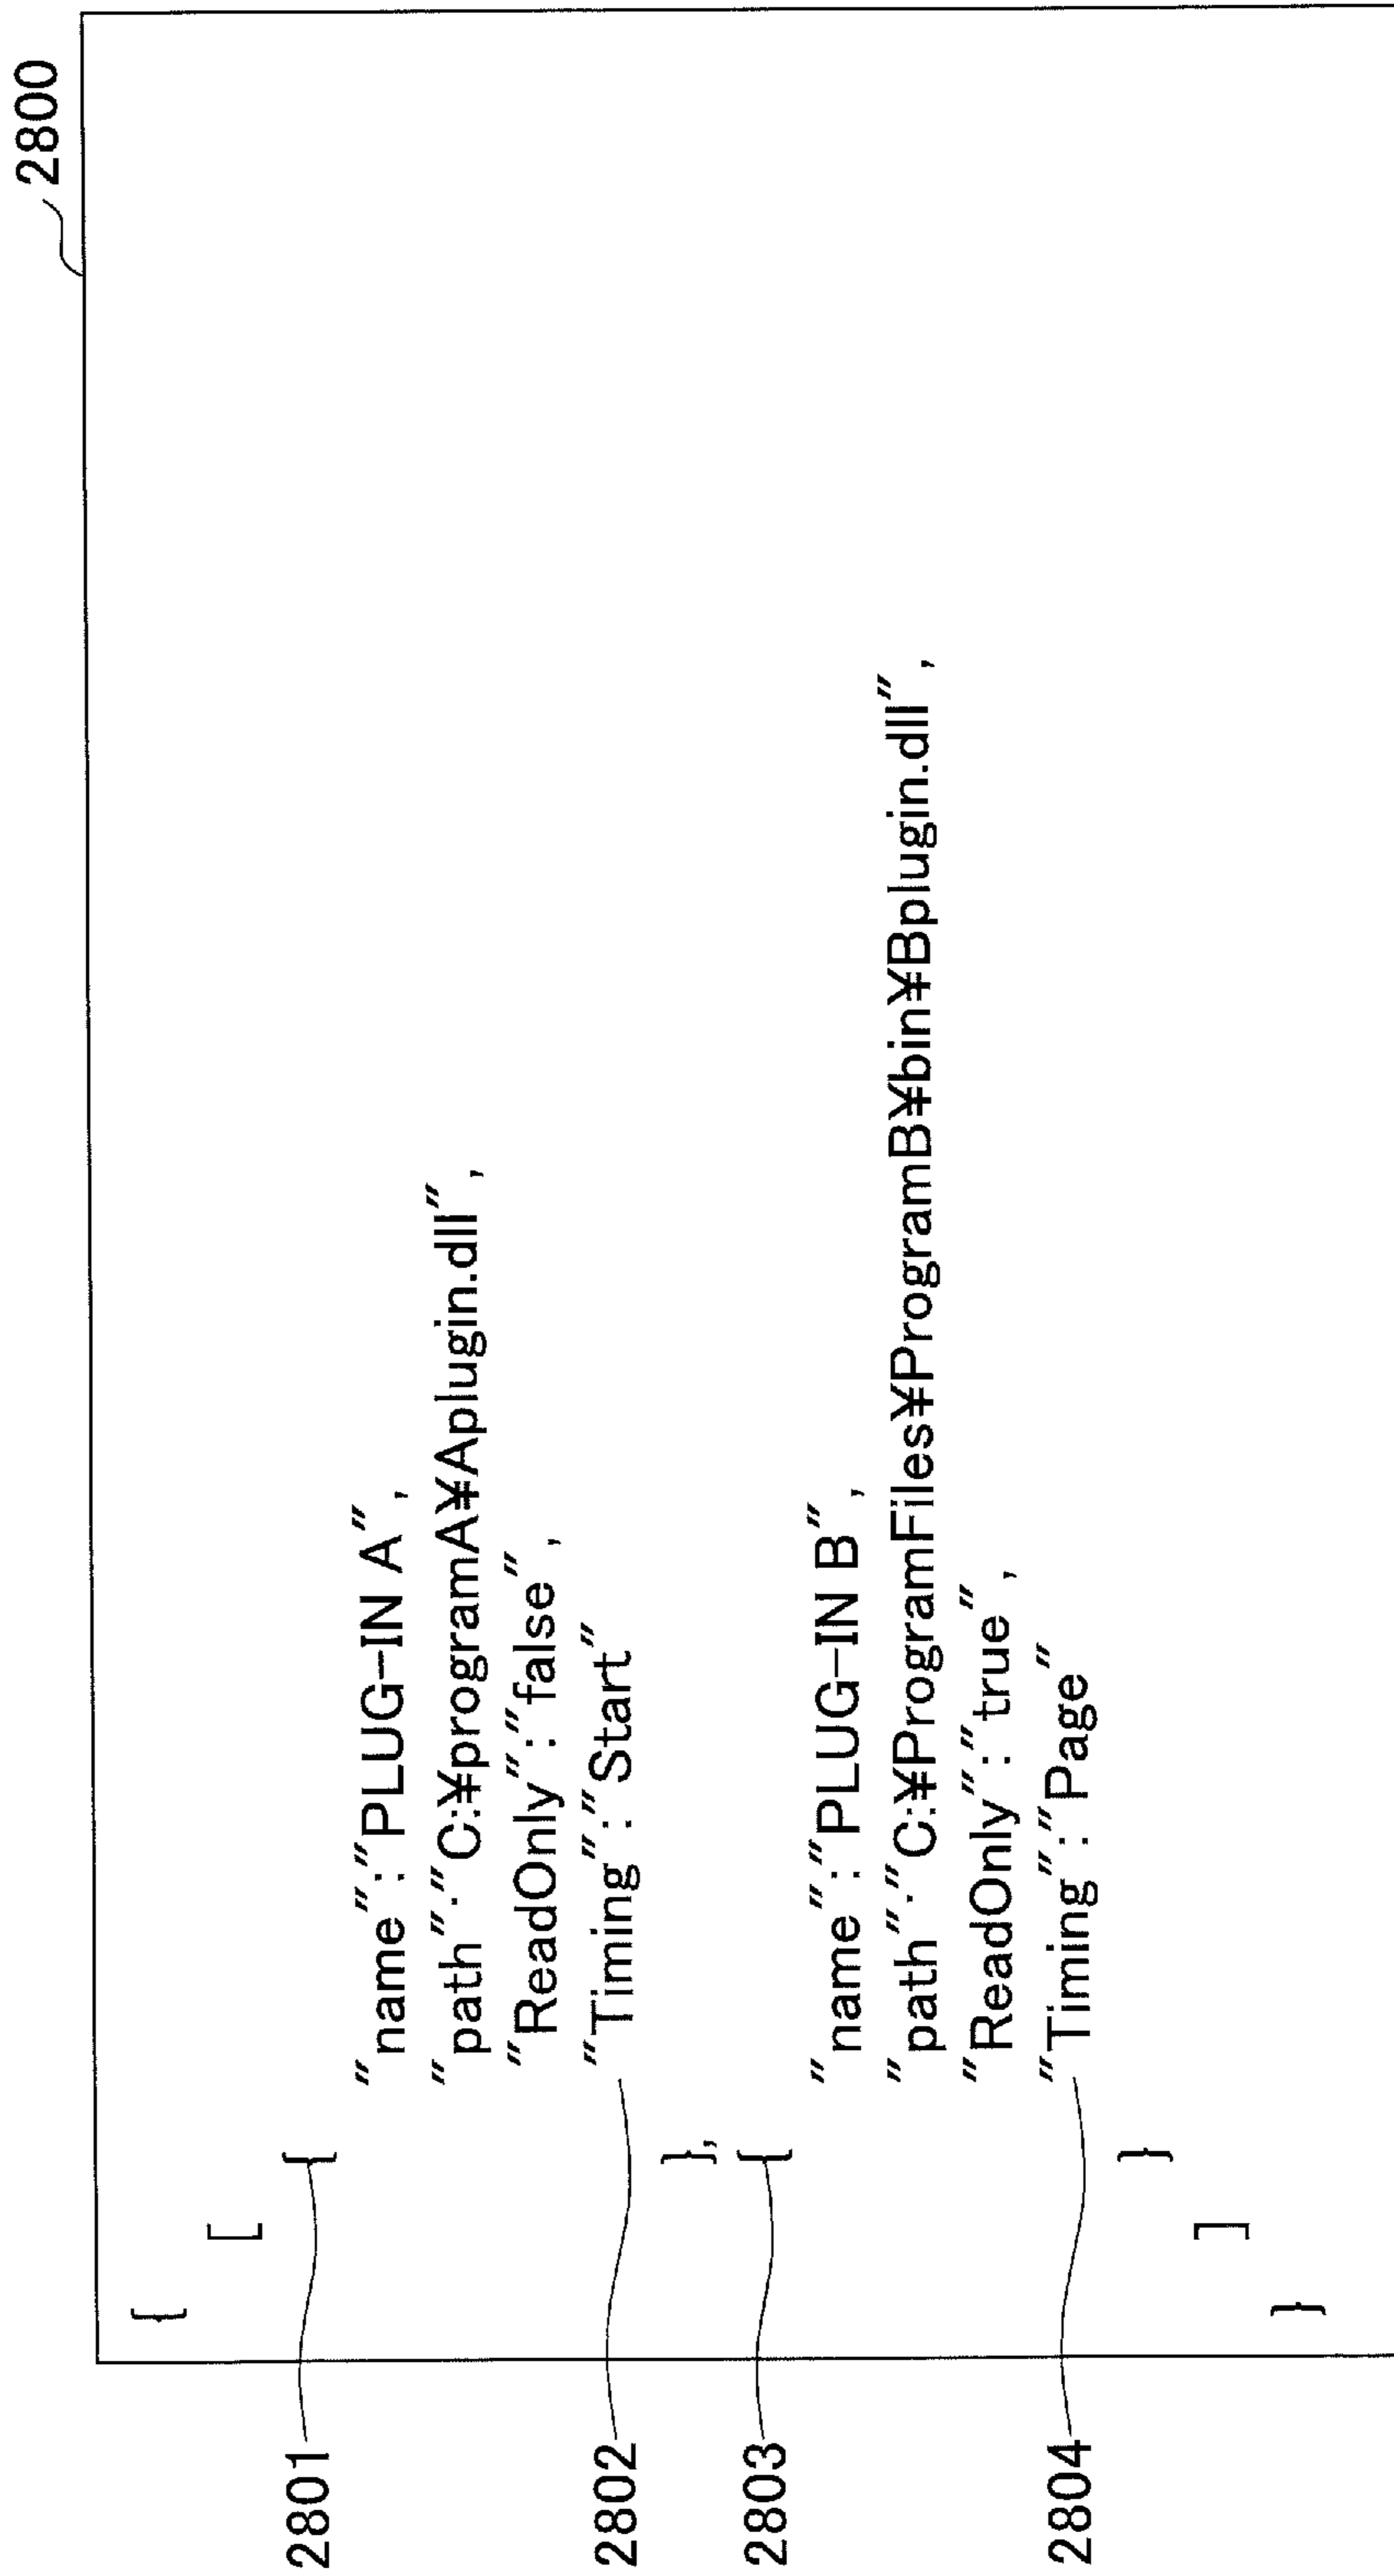 2800
{
[
2801 {
"name":"PLUG-IN A",
"path":"C:¥programA¥Aplugin.dll",
"ReadOnly":"false",
2802 "Timing":"Start"
},
2803 {
"name":"PLUG-IN B",
"path":"C:¥ProgramFiles¥ProgramB¥bin¥Bplugin.dll",
"ReadOnly":"true",
2804 "Timing":"Page"
}
]
}